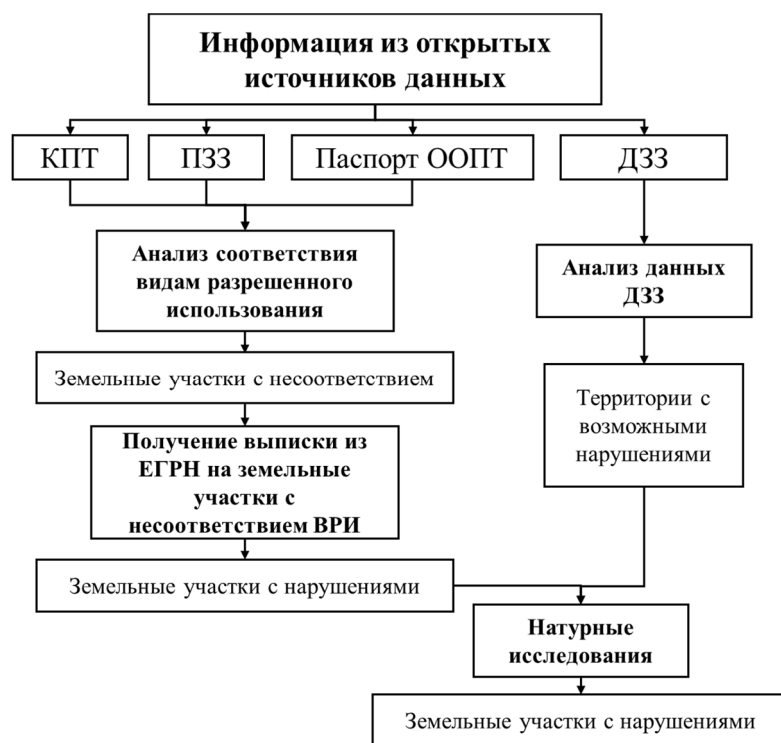 Информация из открытых
источников данных
КПТ
ПЗЗ
Паспорт ООПТ
ДЗЗ
Анализ соответствия
видам разрешенного
использования
Анализ данных
ДЗЗ
Земельные участки с несоответствием
Территории с
возможными
нарушениями
Получение выписки из
ЕГРН на земельные
участки с
несоответствием ВРИ
Земельные участки с нарушениями
Натурные
исследования
Земельные участки с нарушениями